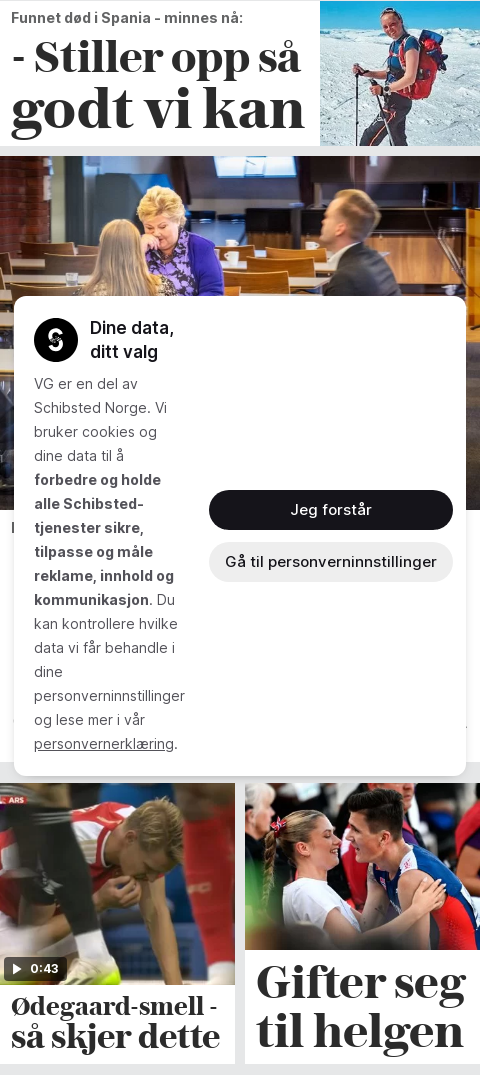 Funnet død i Spania - minnes nå:
- Stiller opp så
godt vi kan
Dine data,
ditt valg
VG er en del av
Schibsted Norge. Vi
bruker cookies og
dine data til å
forbedre og holde
alle Schibsted-
tjenester sikre,
tilpasse og måle
reklame, innhold og
kommunikasjon. Du
kan kontrollere hvilke
data vi får behandle i
dine
personverninnstillinger
og lese mer i vår
personvernerklæring.
Jeg forstår
Gå til personverninnstillinger
ARS
0:43
Ødegaard-smell -
så skjer dette
Gifter seg
til helgen